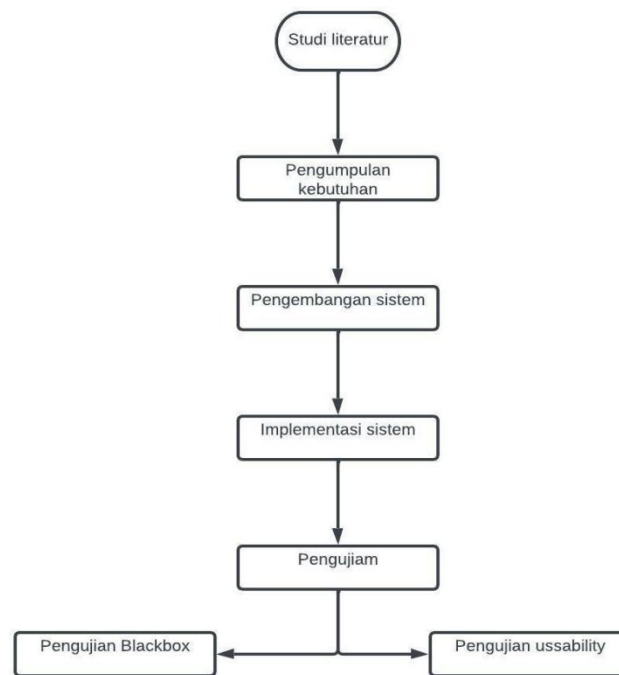 Studi literatur
Pengumpulan
kebutuhan
Pengembangan sistem
Implementasi sistem
Pengujiam
Pengujian Blackbox
Pengujian ussability